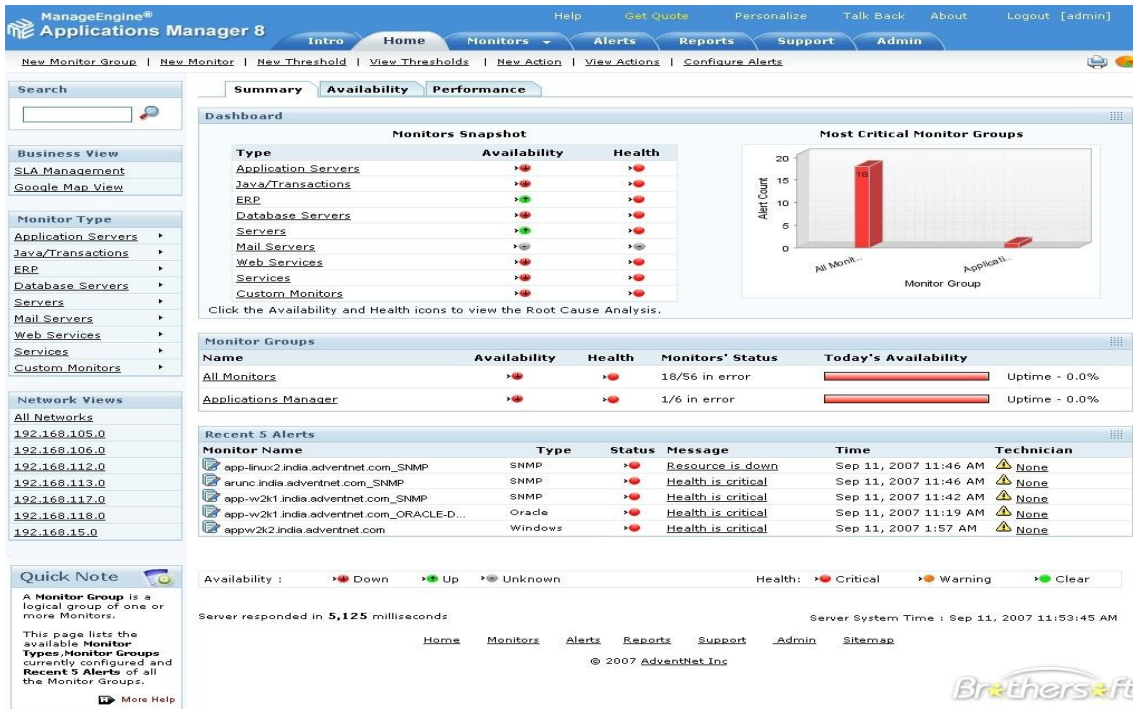 ManageEngine®
Applications Manager 8
Help Get Quote Personalize Talk Back About Logout [admin]
Intro Home Monitors Alerts Reports Support Admin
New Monitor Group | New Monitor | New Threshold | View Thresholds | New Action | View Actions | Configure Alerts
Search
Business View
SLA Management
Google Map View
Monitor Type
Application Servers
Java/Transactions
ERP
Database Servers
Servers
Mail Servers
Web Services
Services
Custom Monitors
Network Views
All Networks
192.168.105.0
192.168.106.0
192.168.112.0
192.168.113.0
192.168.117.0
192.168.118.0
192.168.15.0
Quick Note
A Monitor Group is a
logical group of one or
more Monitors.
This page lists the
available Monitor
Types,Monitor Groups
currently configured and
Recent 5 Alerts of all
the Monitor Groups.
More Help
Summary Availability Performance
Dashboard
Monitors Snapshot
Type Availability Health
Application Servers
Java/Transactions
ERP
Database Servers
Servers
Mail Servers
Web Services
Services
Custom Monitors
Click the Availability and Health icons to view the Root Cause Analysis.
Most Critical Monitor Groups
Alert Count
20
15
10
5
0
18
All Monit..
Applicati..
Monitor Group
Monitor Groups
Name Availability Health Monitors' Status Today's Availability
All Monitors 18/56 in error Uptime - 0.0%
Applications Manager 1/6 in error Uptime - 0.0%
Recent 5 Alerts
Monitor Name Type Status Message Time Technician
app-linux2.india.adventnet.com_SNMP SNMP Resource is down Sep 11, 2007 11:46 AM None
arunc.india.adventnet.com_SNMP SNMP Health is critical Sep 11, 2007 11:46 AM None
app-w2k1.india.adventnet.com_SNMP SNMP Health is critical Sep 11, 2007 11:42 AM None
app-w2k1.india.adventnet.com_ORACLE-D... Oracle Health is critical Sep 11, 2007 11:19 AM None
appw2k2.india.adventnet.com Windows Health is critical Sep 11, 2007 1:57 AM None
Availability : Down Up Unknown Health: Critical Warning Clear
Server responded in 5,125 milliseconds Server System Time : Sep 11, 2007 11:53:45 AM
Home Monitors Alerts Reports Support Admin Sitemap
© 2007 AdventNet Inc
Brothersoft